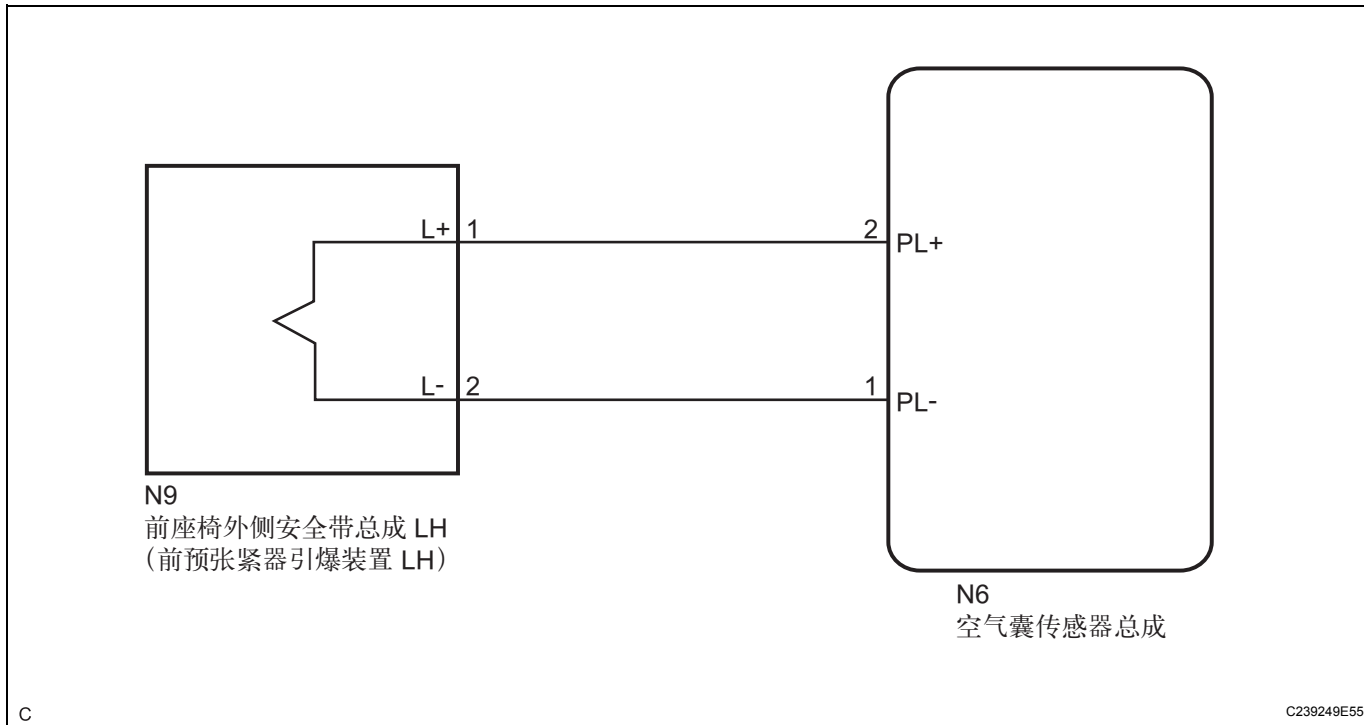 L+ 1 2 PL+
L- 2 1 PL-
N9
前座椅外侧安全带总成 LH
（前预张紧器引爆装置 LH）
N6
空气囊传感器总成
C C239249E55